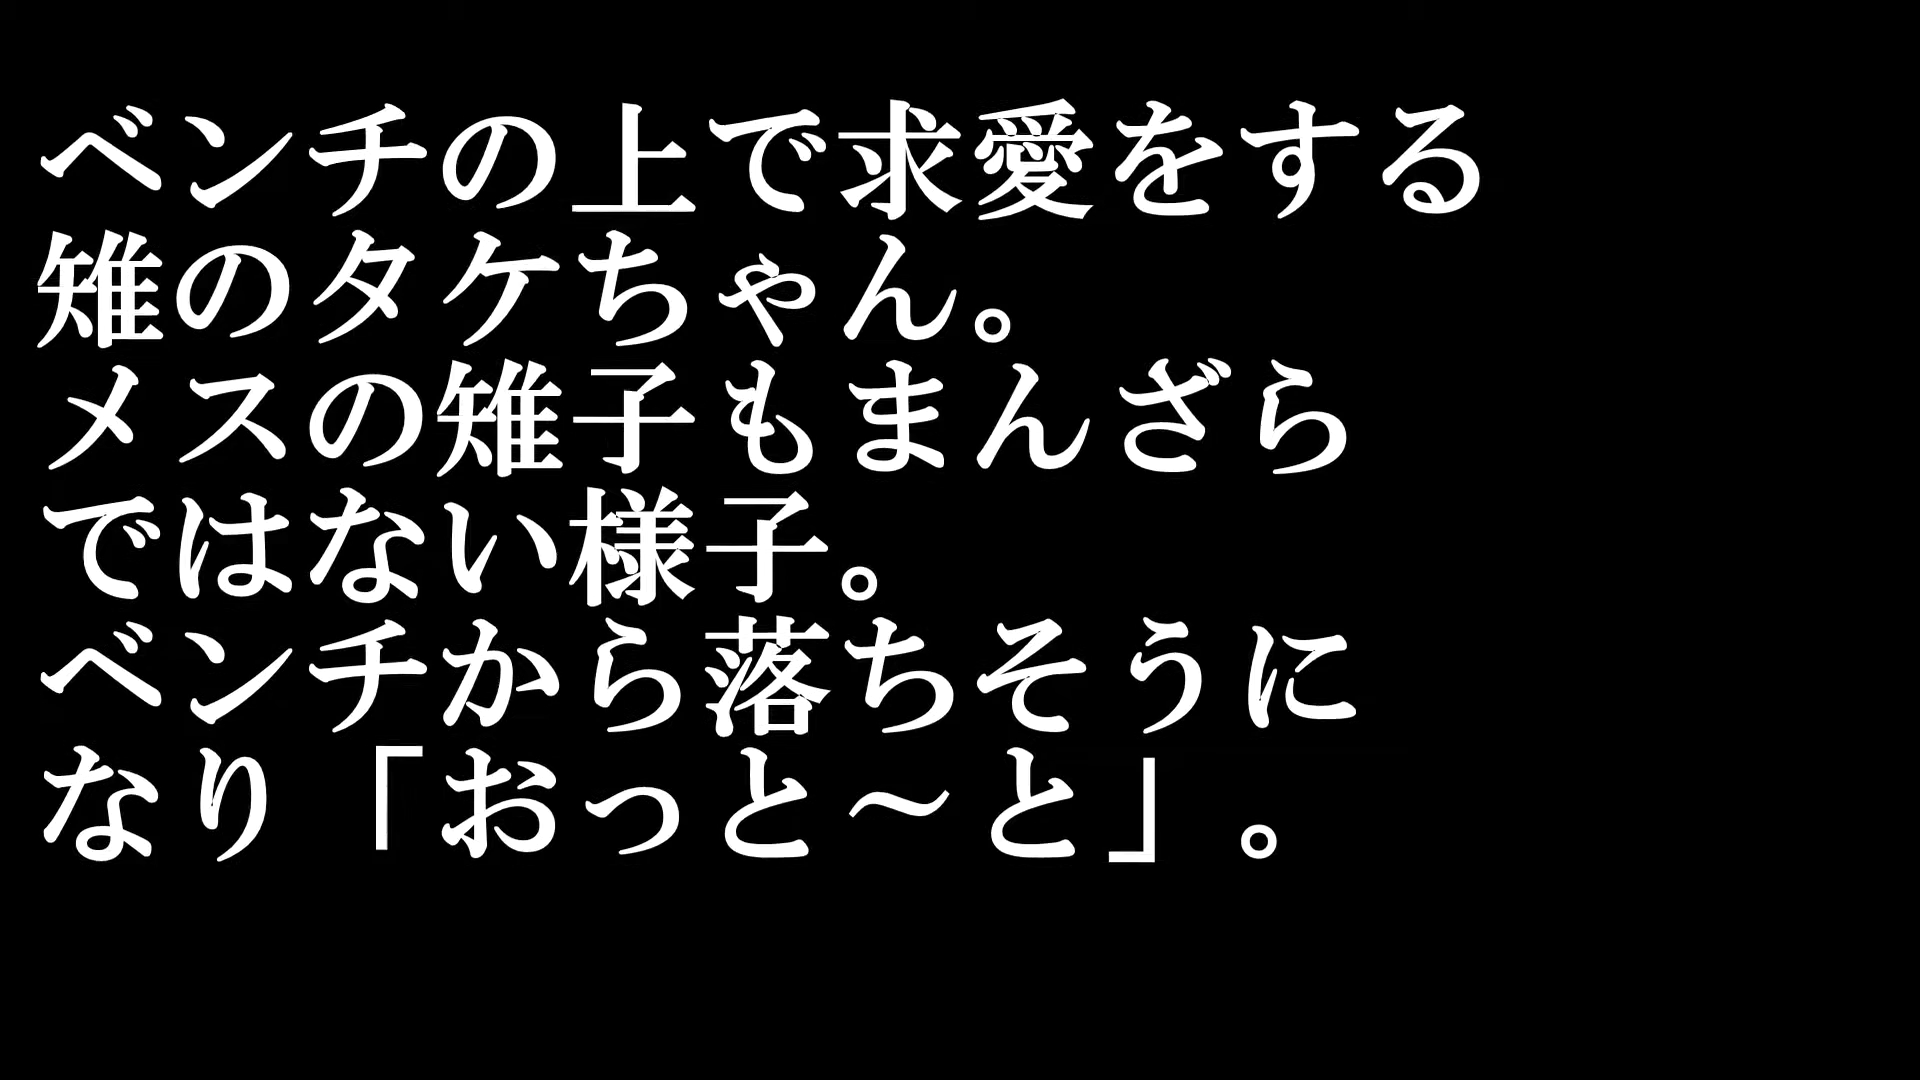 ベンチの上で求愛をする
雉のタケちゃん。
メスの雉子もまんざら
ではない様子。
ベンチから落ちそうに
なり「おっと～と」。